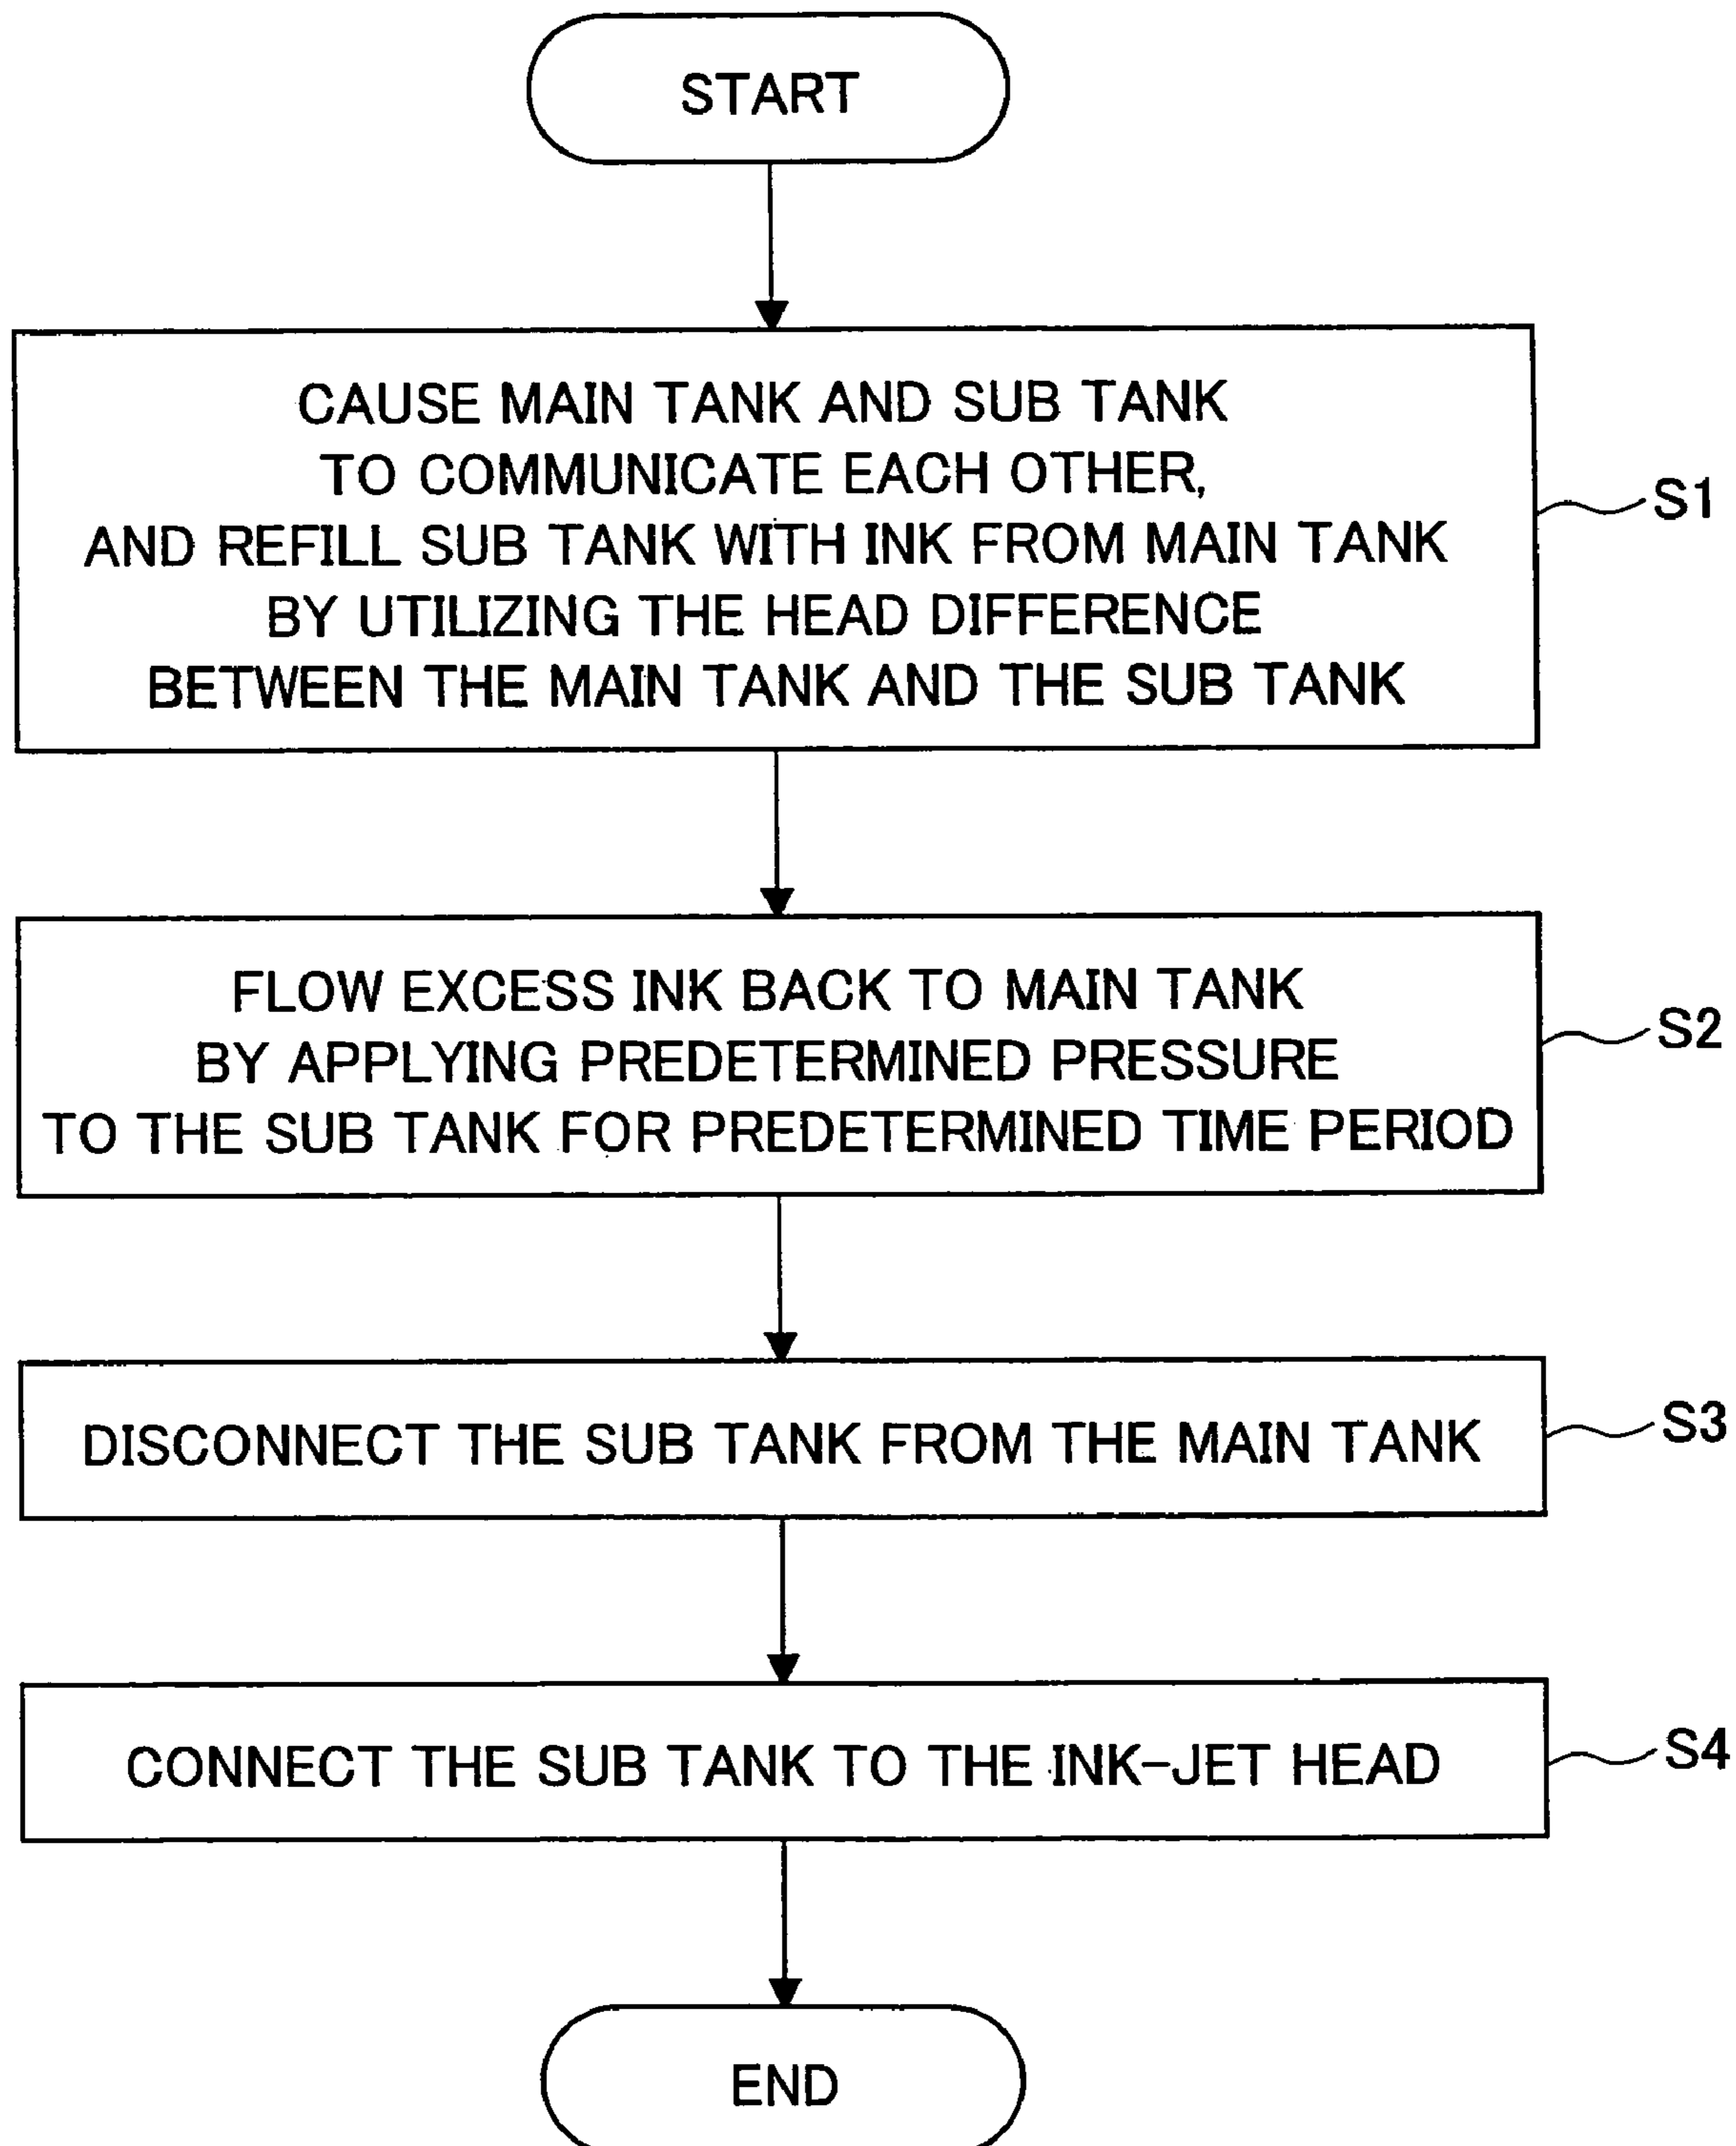 START
CAUSE MAIN TANK AND SUB TANK
TO COMMUNICATE EACH OTHER,
AND REFILL SUB TANK WITH INK FROM MAIN TANK
BY UTILIZING THE HEAD DIFFERENCE
BETWEEN THE MAIN TANK AND THE SUB TANK
S1
FLOW EXCESS INK BACK TO MAIN TANK
BY APPLYING PREDETERMINED PRESSURE
TO THE SUB TANK FOR PREDETERMINED TIME PERIOD
S2
DISCONNECT THE SUB TANK FROM THE MAIN TANK
S3
CONNECT THE SUB TANK TO THE INK-JET HEAD
S4
END